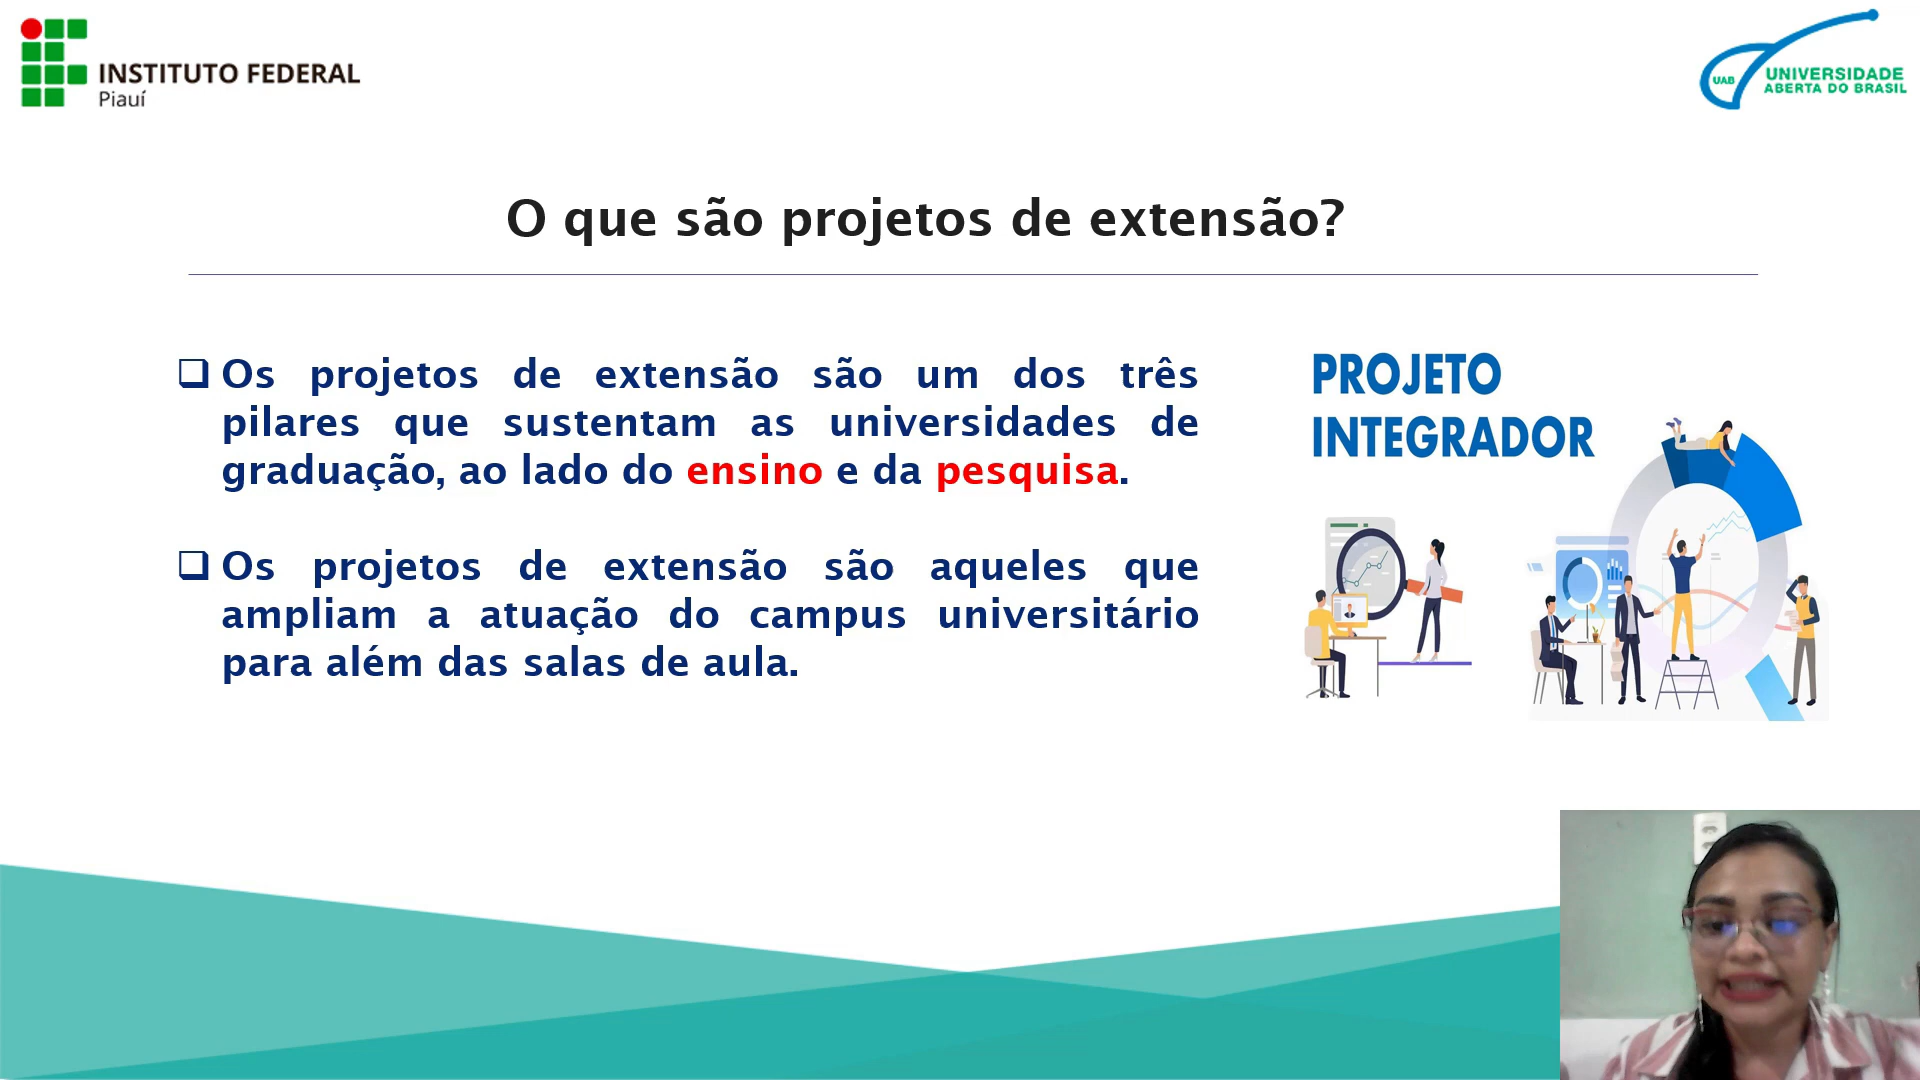 INSTITUTO FEDERAL
Piauí
UAB
UNIVERSIDADE
ABERTA DO BRASIL
O que são projetos de extensão?
Os projetos de extensão são um dos três
pilares que sustentam as universidades de
graduação, ao lado do ensino e da pesquisa.
Os projetos de extensão são aqueles que
ampliam a atuação do campus universitário
para além das salas de aula.
PROJETO
INTEGRADOR